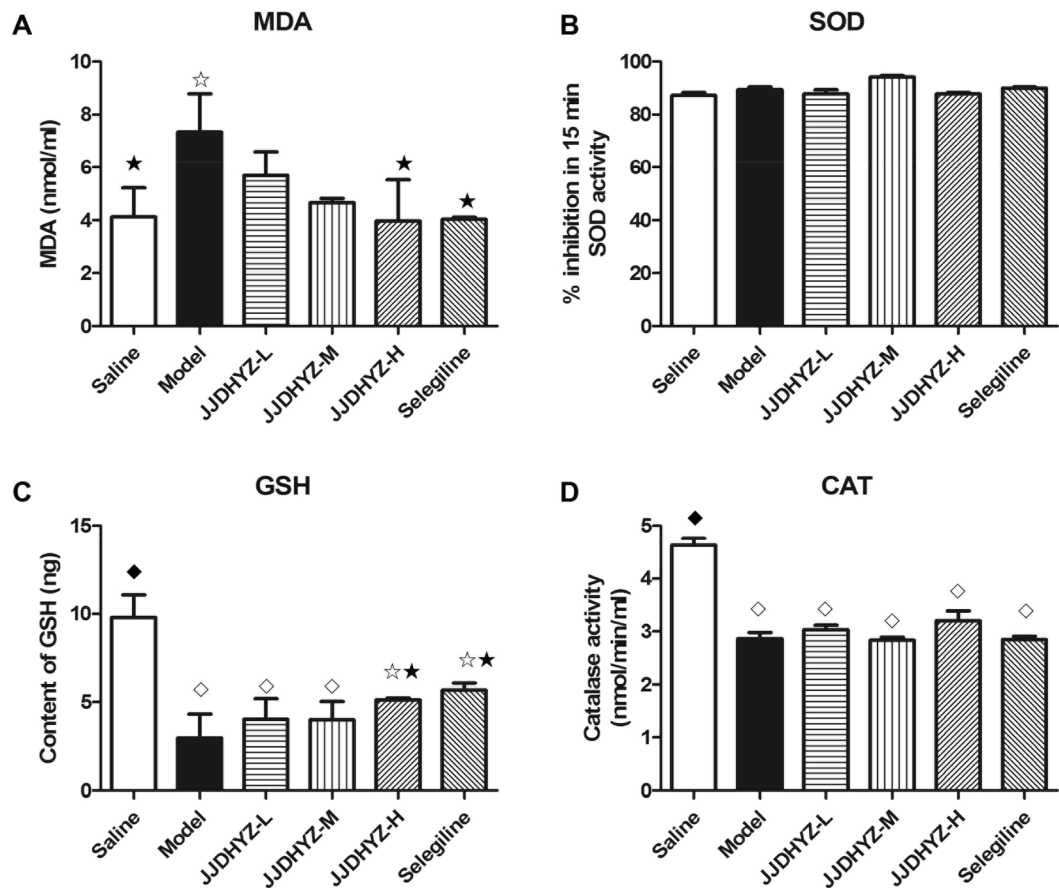 A
MDA
MDA (nmol/ml)
10
8
6
4
2
0
Saline
Model
JJDHYZ-L
JJDHYZ-M
JJDHYZ-H
Selegiline
B
SOD
% inhibition in 15 min
SOD activity
100
80
60
40
20
0
Seline
Model
JJDHYZ-L
JJDHYZ-M
JJDHYZ-H
Selegiline
C
GSH
Content of GSH (ng)
15
10
5
0
Saline
Model
JJDHYZ-L
JJDHYZ-M
JJDHYZ-H
Selegiline
D
CAT
Catalase activity
(nmol/min/ml)
5
4
3
2
1
0
Saline
Model
JJDHYZ-L
JJDHYZ-M
JJDHYZ-H
Selegiline